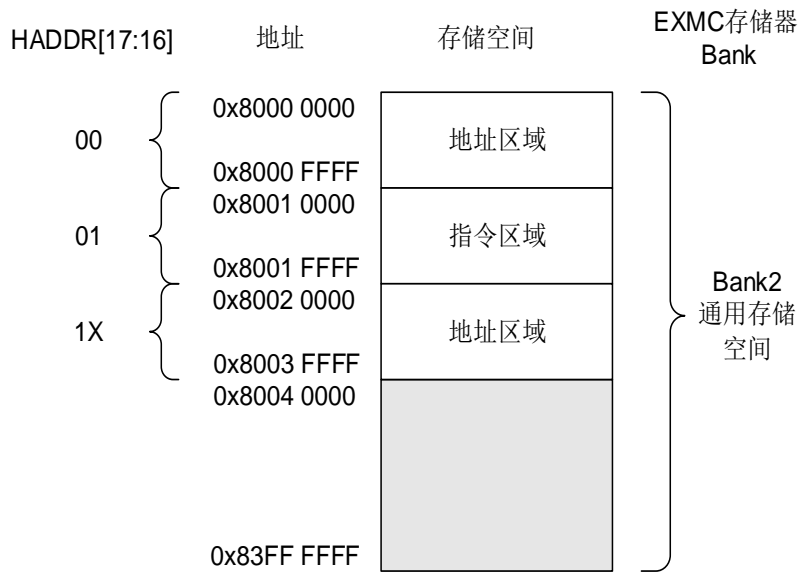 HADDR[17:16] 地址 存储空间 EXMC存储器
Bank
0x8000 0000
00 地址区域
0x8000 FFFF
0x8001 0000
01 指令区域
0x8001 FFFF
0x8002 0000
1X 地址区域
0x8003 FFFF
0x8004 0000
Bank2
通用存储
空间
0x83FF FFFF